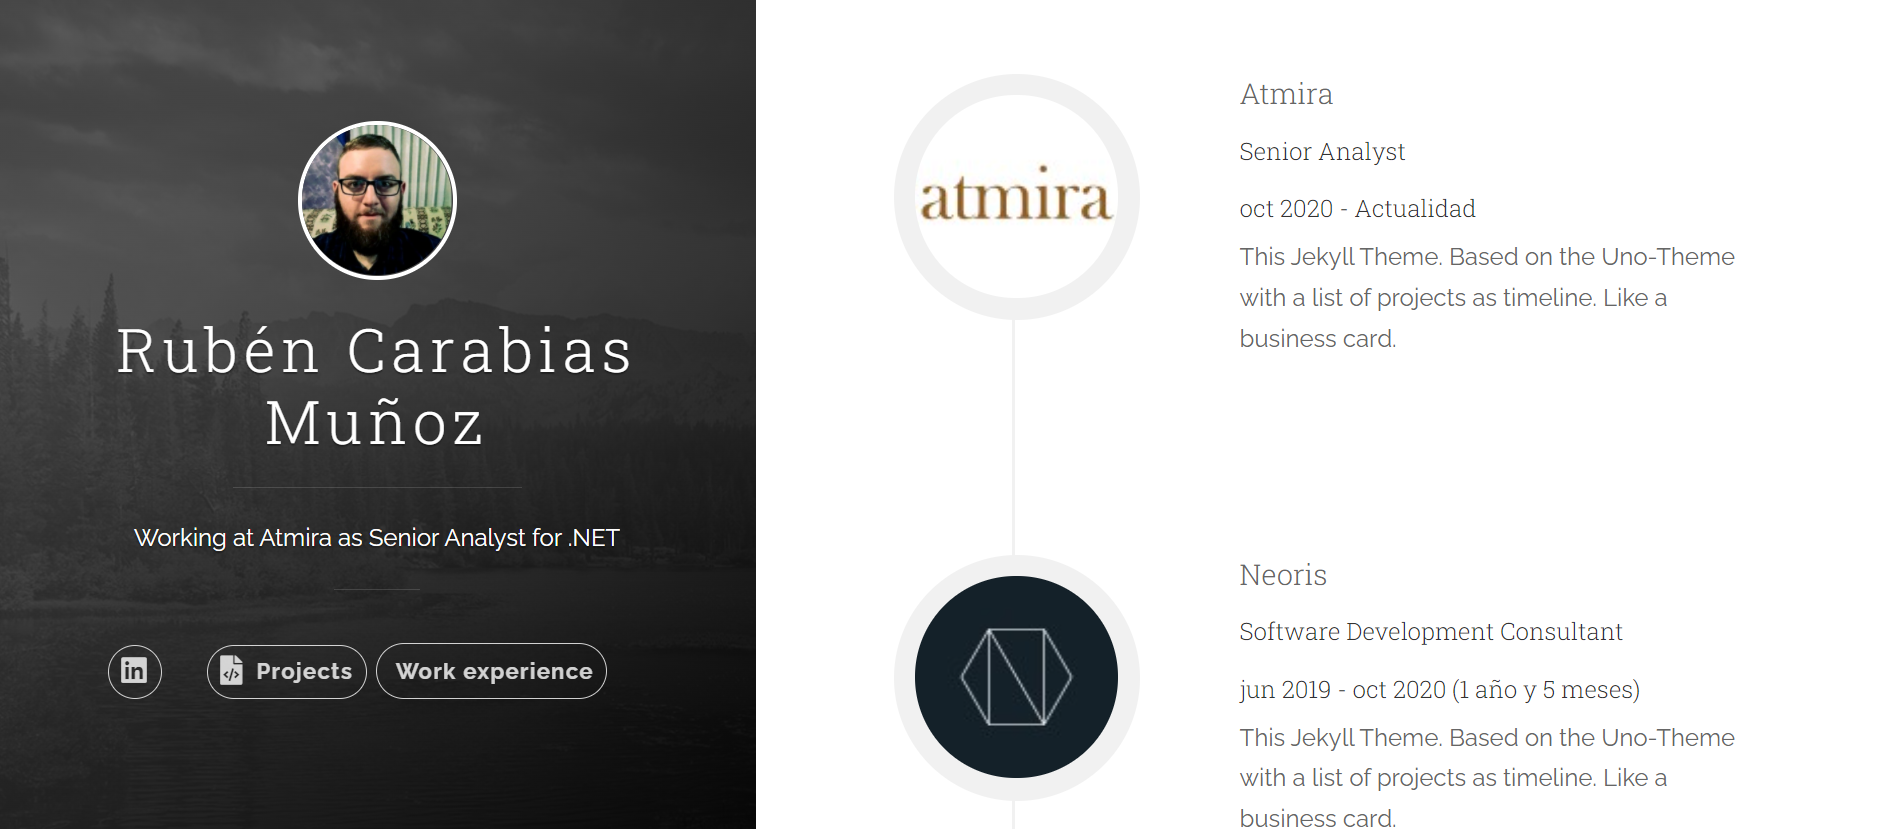 Rubén Carabias
Muñoz
Working at Atmira as Senior Analyst for .NET
Projects
Work experience
atmira
Atmira
Senior Analyst
oct 2020 - Actualidad
This Jekyll Theme. Based on the Uno-Theme
with a list of projects as timeline. Like a
business card.
Neoris
Software Development Consultant
jun 2019 - oct 2020 (1 año y 5 meses)
This Jekyll Theme. Based on the Uno-Theme
with a list of projects as timeline. Like a
business card.